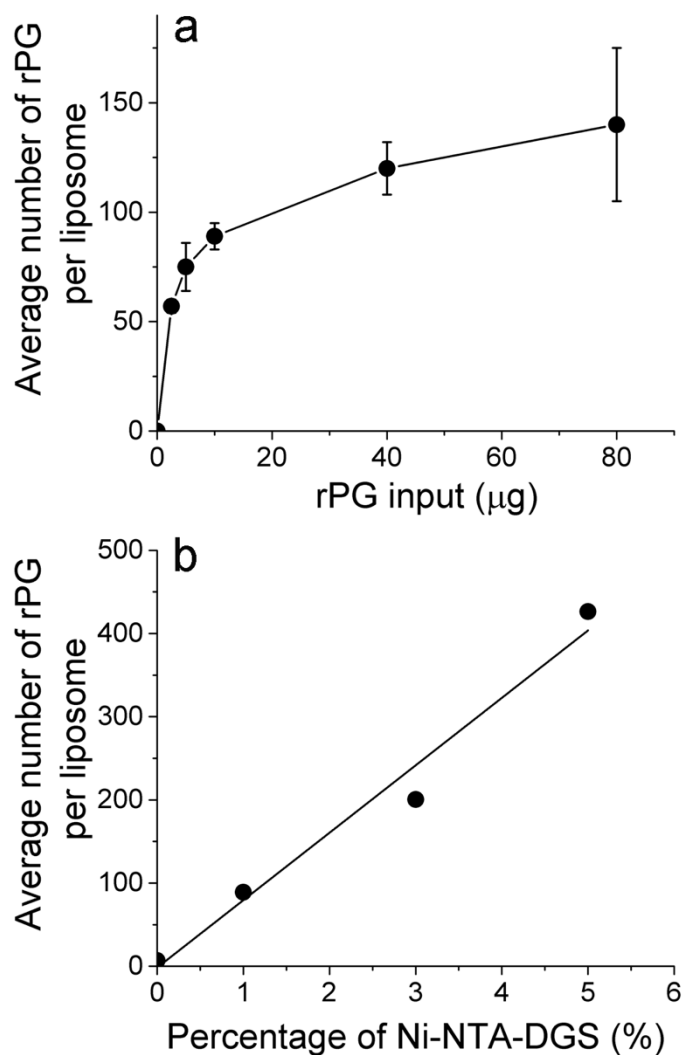 a
Average number of rPG
per liposome
150
100
50
0
0 20 40 60 80
rPG input (μg)
b
Average number of rPG
per liposome
500
400
300
200
100
0
0 1 2 3 4 5 6
Percentage of Ni-NTA-DGS (%)